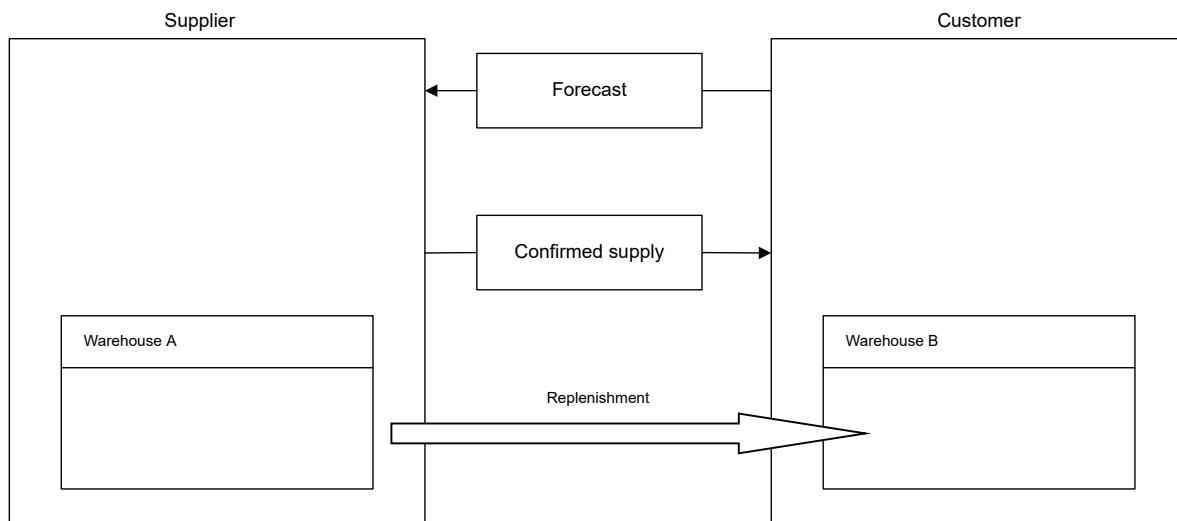 Supplier
Customer
Forecast
Confirmed supply
Warehouse A
Warehouse B
Replenishment